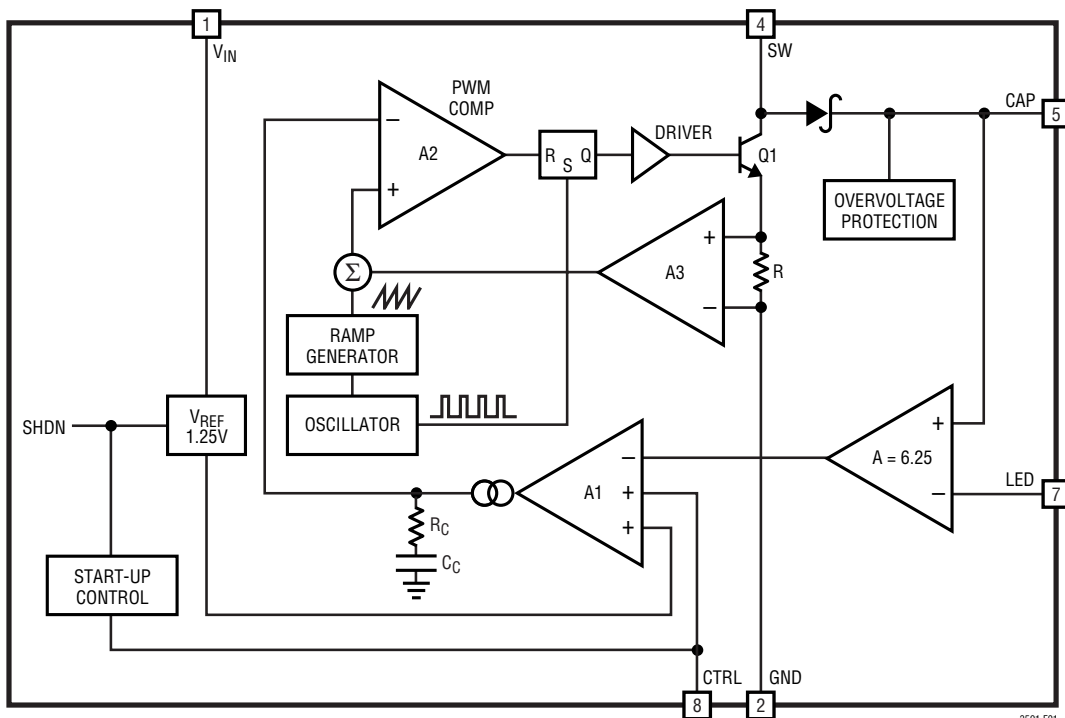 1
V_IN
4
SW
PWM
COMP
CAP
5
−
A2
+
R
S
Q
DRIVER
Q1
OVERVOLTAGE
PROTECTION
+
A3
−
R
Σ
RAMP
GENERATOR
SHDN
V_REF
1.25V
OSCILLATOR
−
A1
+
+
+
A = 6.25
−
LED
7
R_C
C_C
START-UP
CONTROL
CTRL
8
GND
2